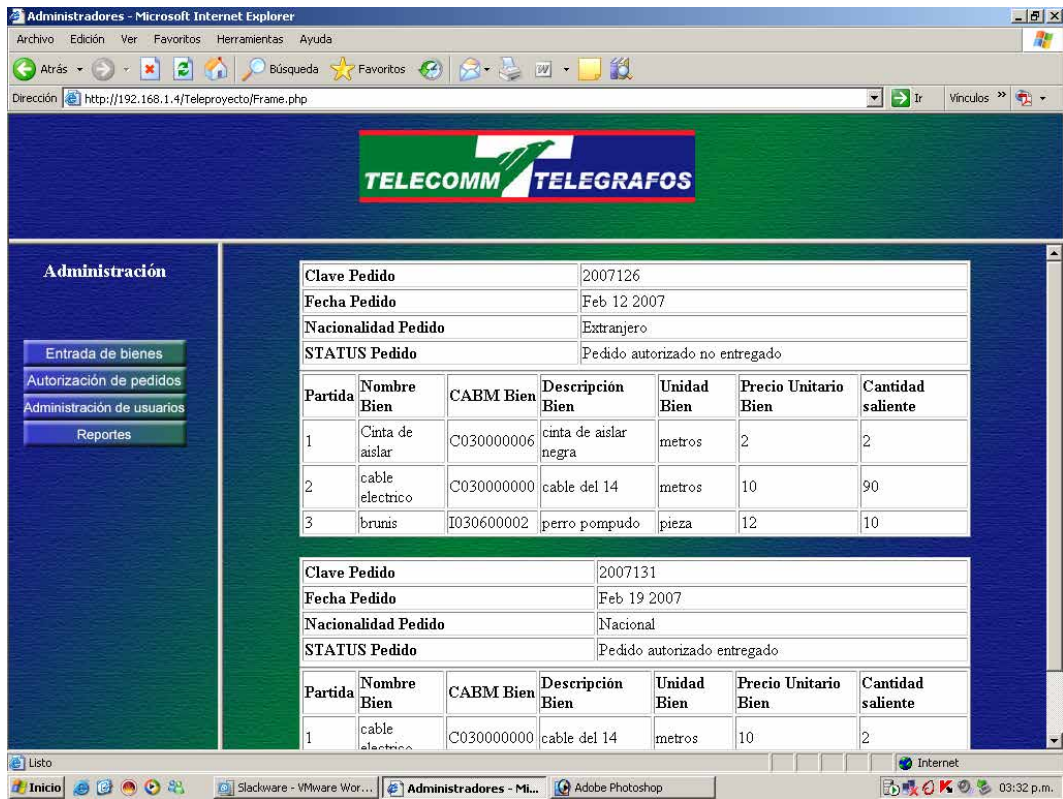 Administradores - Microsoft Internet Explorer
Archivo Edición Ver Favoritos Herramientas Ayuda
Atrás Búsqueda Favoritos
Dirección http://192.168.1.4/Teleproyecto/Frame.php Ir Vínculos »
TELECOMM TELEGRAFOS
Administración
Entrada de bienes
Autorización de pedidos
Administración de usuarios
Reportes
Clave Pedido 2007126
Fecha Pedido Feb 12 2007
Nacionalidad Pedido Extranjero
STATUS Pedido Pedido autorizado no entregado
Partida Nombre Bien CABM Bien Descripción Bien Unidad Bien Precio Unitario Bien Cantidad saliente
1 Cinta de aislar C030000006 cinta de aislar negra metros 2 2
2 cable electrico C030000000 cable del 14 metros 10 90
3 brunis I030600002 perro pompudo pieza 12 10
Clave Pedido 2007131
Fecha Pedido Feb 19 2007
Nacionalidad Pedido Nacional
STATUS Pedido Pedido autorizado entregado
Partida Nombre Bien CABM Bien Descripción Bien Unidad Bien Precio Unitario Bien Cantidad saliente
1 cable electrico C030000000 cable del 14 metros 10 2
Listo Internet
Inicio Slackware - VMware Wor... Administradores - Mi... Adobe Photoshop 03:32 p.m.